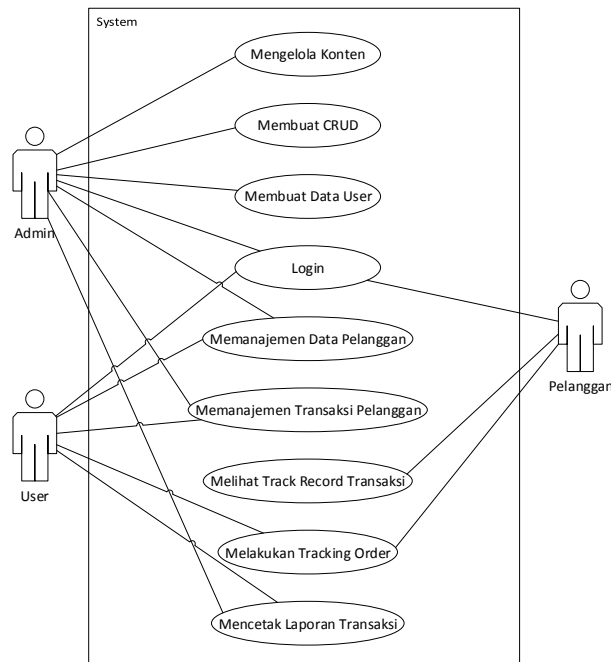 System
Mengelola Konten
Membuat CRUD
Membuat Data User
Admin
Login
Memanajemen Data Pelanggan
Pelanggan
Memanajemen Transaksi Pelanggan
Melihat Track Record Transaksi
User
Melakukan Tracking Order
Mencetak Laporan Transaksi